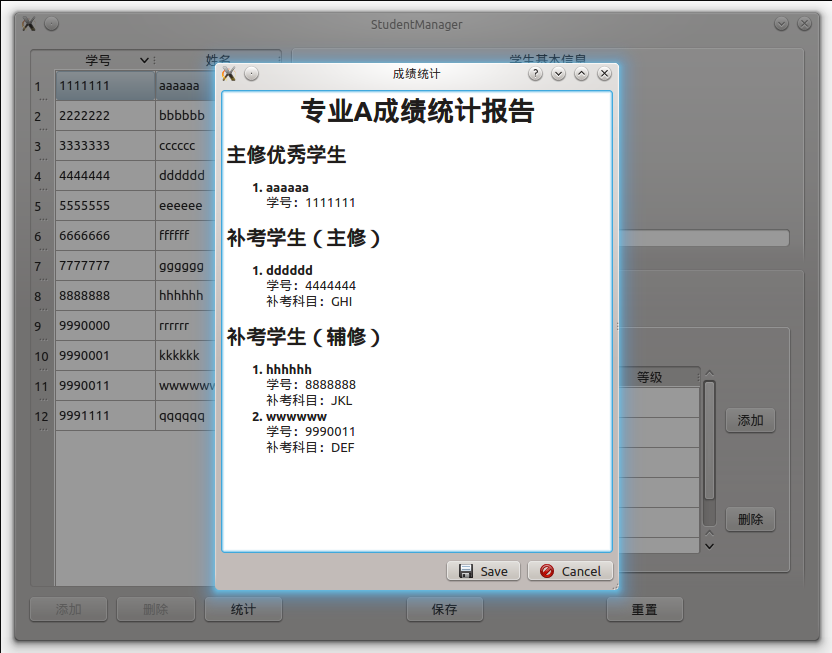 StudentManager
学号
姓名
学生基本信息
1 1111111 aaaaaa
2 2222222 bbbbbb
3 3333333 cccccc
4 4444444 dddddd
5 5555555 eeeeee
6 6666666 ffffff
7 7777777 gggggg
8 8888888 hhhhhh
9 9990000 rrrrrr
10 9990001 kkkkkk
11 9990011 wwwwww
12 9991111 qqqqqq
成绩统计
专业A成绩统计报告
主修优秀学生
1. aaaaaa
学号：1111111
补考学生（主修）
1. dddddd
学号：4444444
补考科目：GHI
补考学生（辅修）
1. hhhhhh
学号：8888888
补考科目：JKL
2. wwwwww
学号：9990011
补考科目：DEF
Save
Cancel
等级
添加
删除
添加
删除
统计
保存
重置